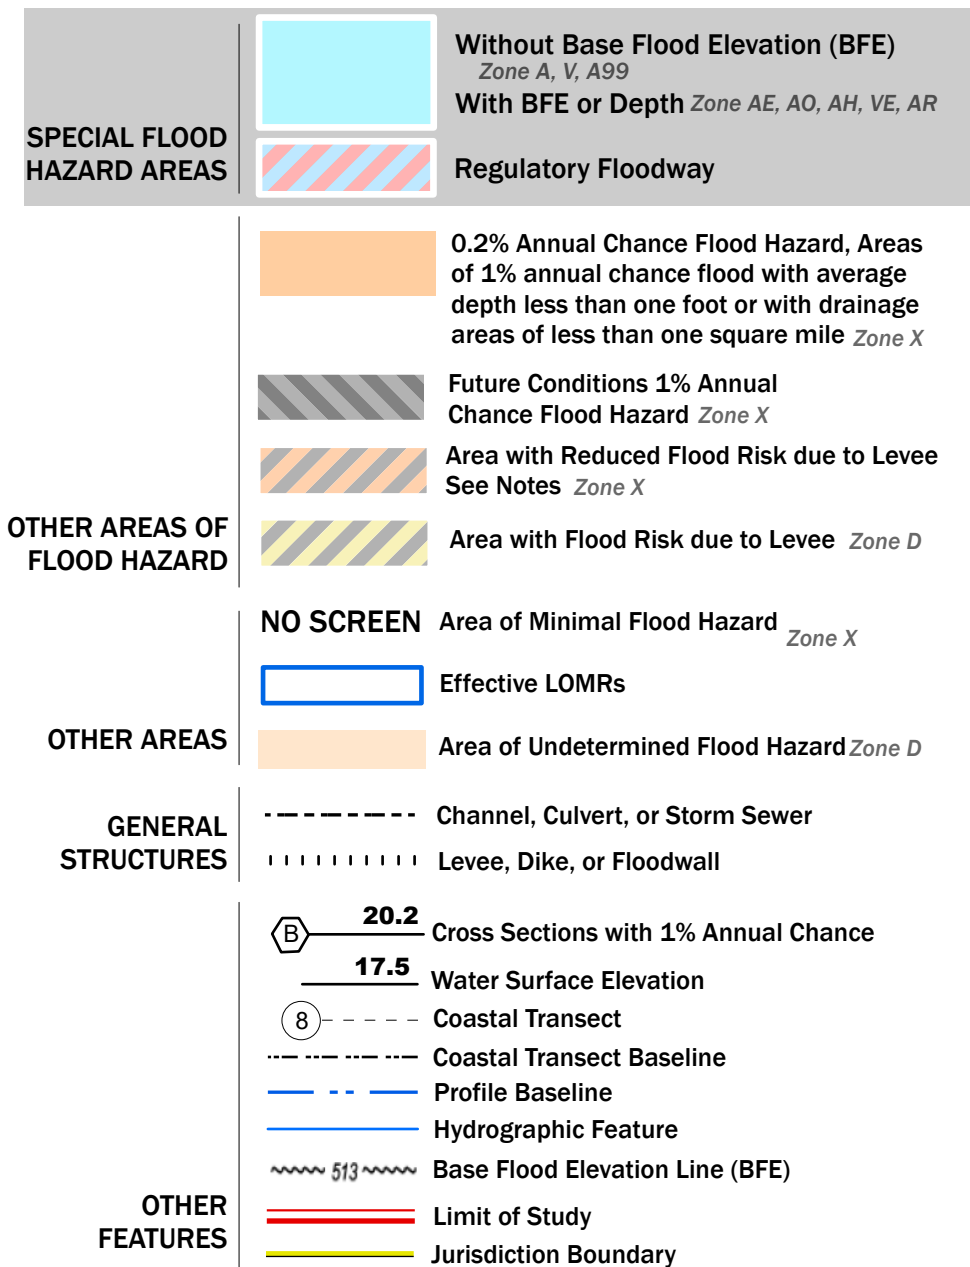 SPECIAL FLOOD
HAZARD AREAS
Without Base Flood Elevation (BFE)
Zone A, V, A99
With BFE or Depth Zone AE, AO, AH, VE, AR
Regulatory Floodway
OTHER AREAS OF
FLOOD HAZARD
0.2% Annual Chance Flood Hazard, Areas
of 1% annual chance flood with average
depth less than one foot or with drainage
areas of less than one square mile Zone X
Future Conditions 1% Annual
Chance Flood Hazard Zone X
Area with Reduced Flood Risk due to Levee
See Notes Zone X
Area with Flood Risk due to Levee Zone D
OTHER AREAS
NO SCREEN Area of Minimal Flood Hazard Zone X
Effective LOMRs
Area of Undetermined Flood Hazard Zone D
GENERAL
STRUCTURES
Channel, Culvert, or Storm Sewer
Levee, Dike, or Floodwall
OTHER
FEATURES
B 20.2 Cross Sections with 1% Annual Chance
17.5 Water Surface Elevation
8 Coastal Transect
Coastal Transect Baseline
Profile Baseline
Hydrographic Feature
513 Base Flood Elevation Line (BFE)
Limit of Study
Jurisdiction Boundary